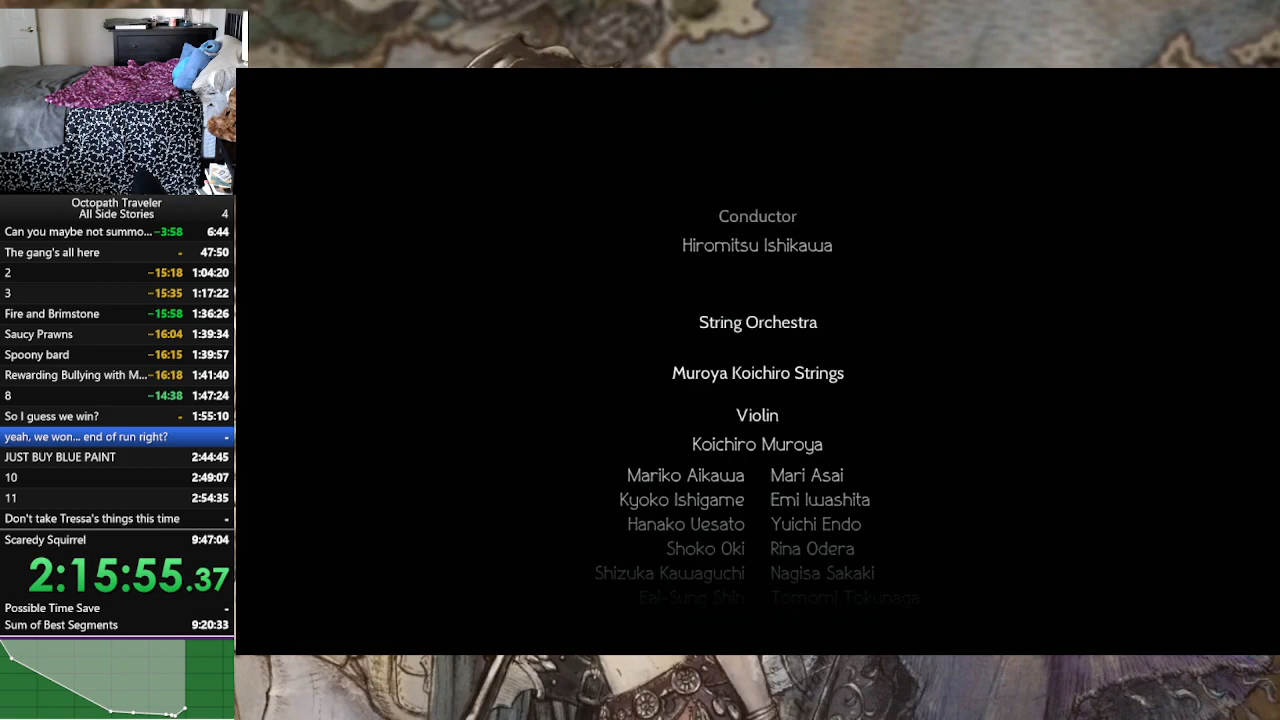 Octopath Traveler
All Side Stories 4
Can you maybe not summo... −3:58 6:44
The gang's all here - 47:50
2 −15:18 1:04:20
3 −15:35 1:17:22
Fire and Brimstone −15:58 1:36:26
Saucy Prawns −16:04 1:39:34
Spoony bard −16:15 1:39:57
Rewarding Bullying with M... −16:18 1:41:40
8 −14:38 1:47:24
So I guess we win? - 1:55:10
yeah, we won... end of run right? -
JUST BUY BLUE PAINT 2:44:45
10 2:49:07
11 2:54:35
Don't take Tressa's things this time -
Scaredy Squirrel 9:47:04
2:15:55.37
Possible Time Save -
Sum of Best Segments 9:20:33
Conductor
Hiromitsu Ishikawa
String Orchestra
Muroya Koichiro Strings
Violin
Koichiro Muroya
Mariko Aikawa Mari Asai
Kyoko Ishigame Emi Iwashita
Hanako Uesato Yuichi Endo
Shoko Oki Rina Odera
Shizuka Kawaguchi Nagisa Sakaki
Eal-Sung Shin Tomomi Tokunaga